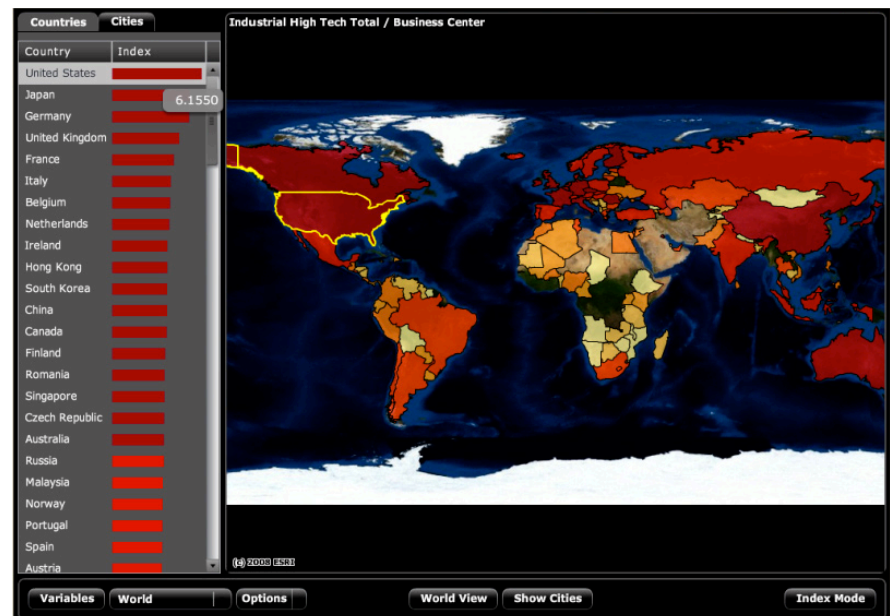 Countries Cities
Industrial High Tech Total / Business Center
Country Index
United States
Japan
6.1550
Germany
United Kingdom
France
Italy
Belgium
Netherlands
Ireland
Hong Kong
South Korea
China
Canada
Finland
Romania
Singapore
Czech Republic
Australia
Russia
Malaysia
Norway
Portugal
Spain
Austria
(c) 2008 ESRI
Variables World Options World View Show Cities Index Mode